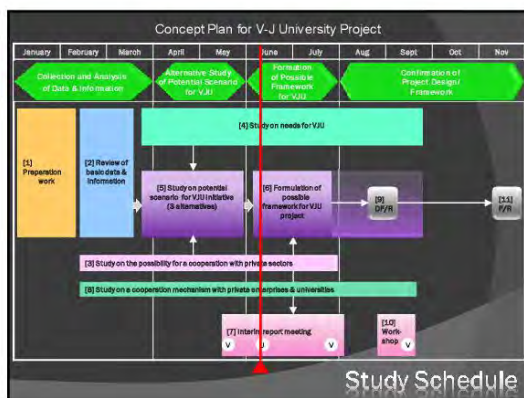 Concept Plan for V-J University Project
January February March April May June July Aug Sept Oct Nov
Collection and Analysis
of Data & Information
Alternative Study
of Potential Scenario
for VJU
Formation
of Possible
Framework
for VJU
Confirmation of
Project Design/
Framework
[4] Study on needs for VJU
[1]
Preparation
work
[2] Review of
basic data &
information
[5] Study on potential
scenario for VJU initiative
(3 alternatives)
[6] Formulation of
possible
framework for VJU
project
[9]
DF/R
[11]
F/R
[3] Study on the possibility for a cooperation with private sectors
[8] Study on a cooperation mechanism with private enterprises & universities
[7] Interim report meeting
V J V
[10]
Work-
shop
V
Study Schedule